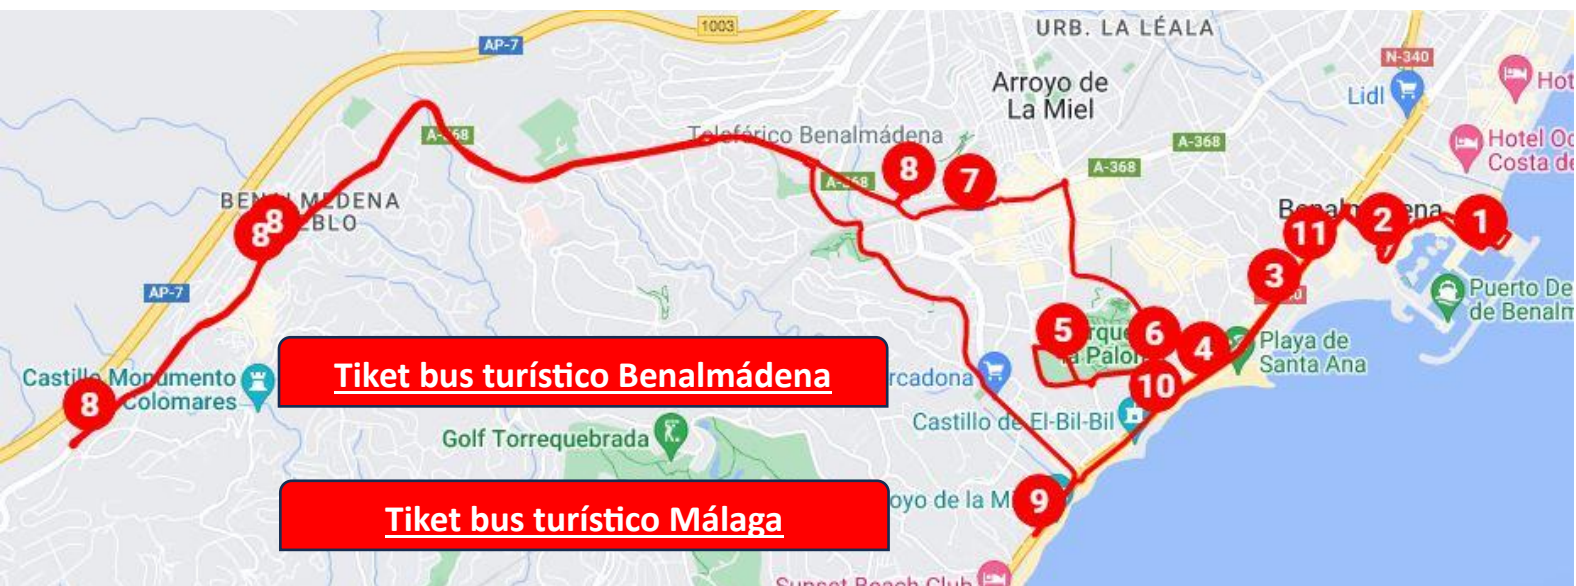 1003
URB. LA LÉALA
AP-7
N-340
Arroyo de
La Miel
Lidl
Hot
A-368
Teleférico Benalmádena
A-368
Hotel Oc
Costa de
A-368
A-368
8
7
BENALMEDENA
Benalmádena
1
2
11
8
8
3
AP-7
Puerto De
de Benalm
5
6
4
Playa de
Santa Ana
Castillo Monumento
Colomares
8
Tiket bus turístico Benalmádena
rcadona
10
Castillo de El-Bil-Bil
Golf Torrequebrada
9
oyo de la Mi
Tiket bus turístico Málaga
Sunset Beach Club